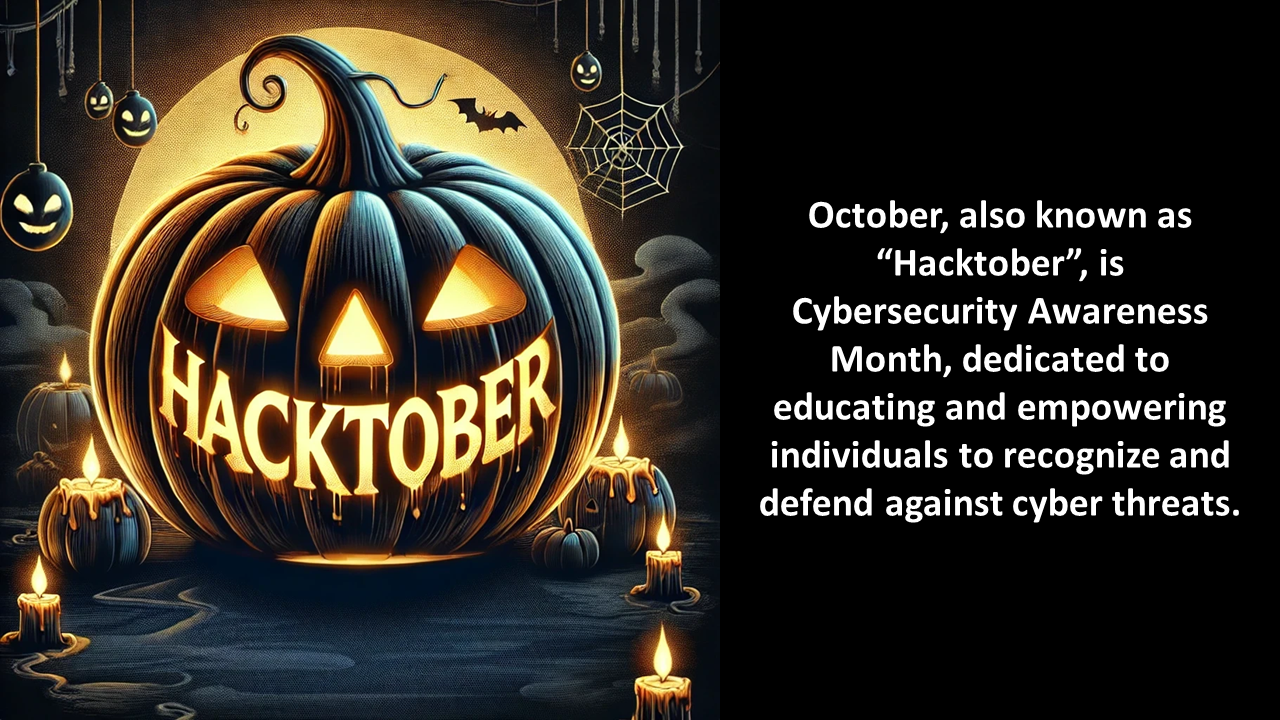 HACKTOBER
October, also known as
“Hacktober”, is
Cybersecurity Awareness
Month, dedicated to
educating and empowering
individuals to recognize and
defend against cyber threats.